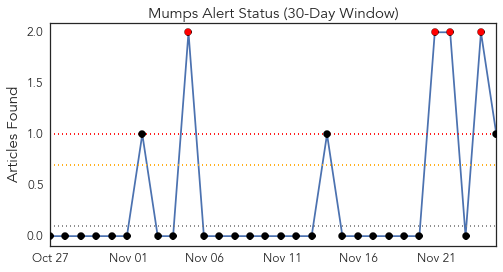 Mumps Alert Status (30-Day Window)
Articles Found
2.0
1.5
1.0
0.5
0.0
Oct 27 Nov 01 Nov 06 Nov 11 Nov 16 Nov 21